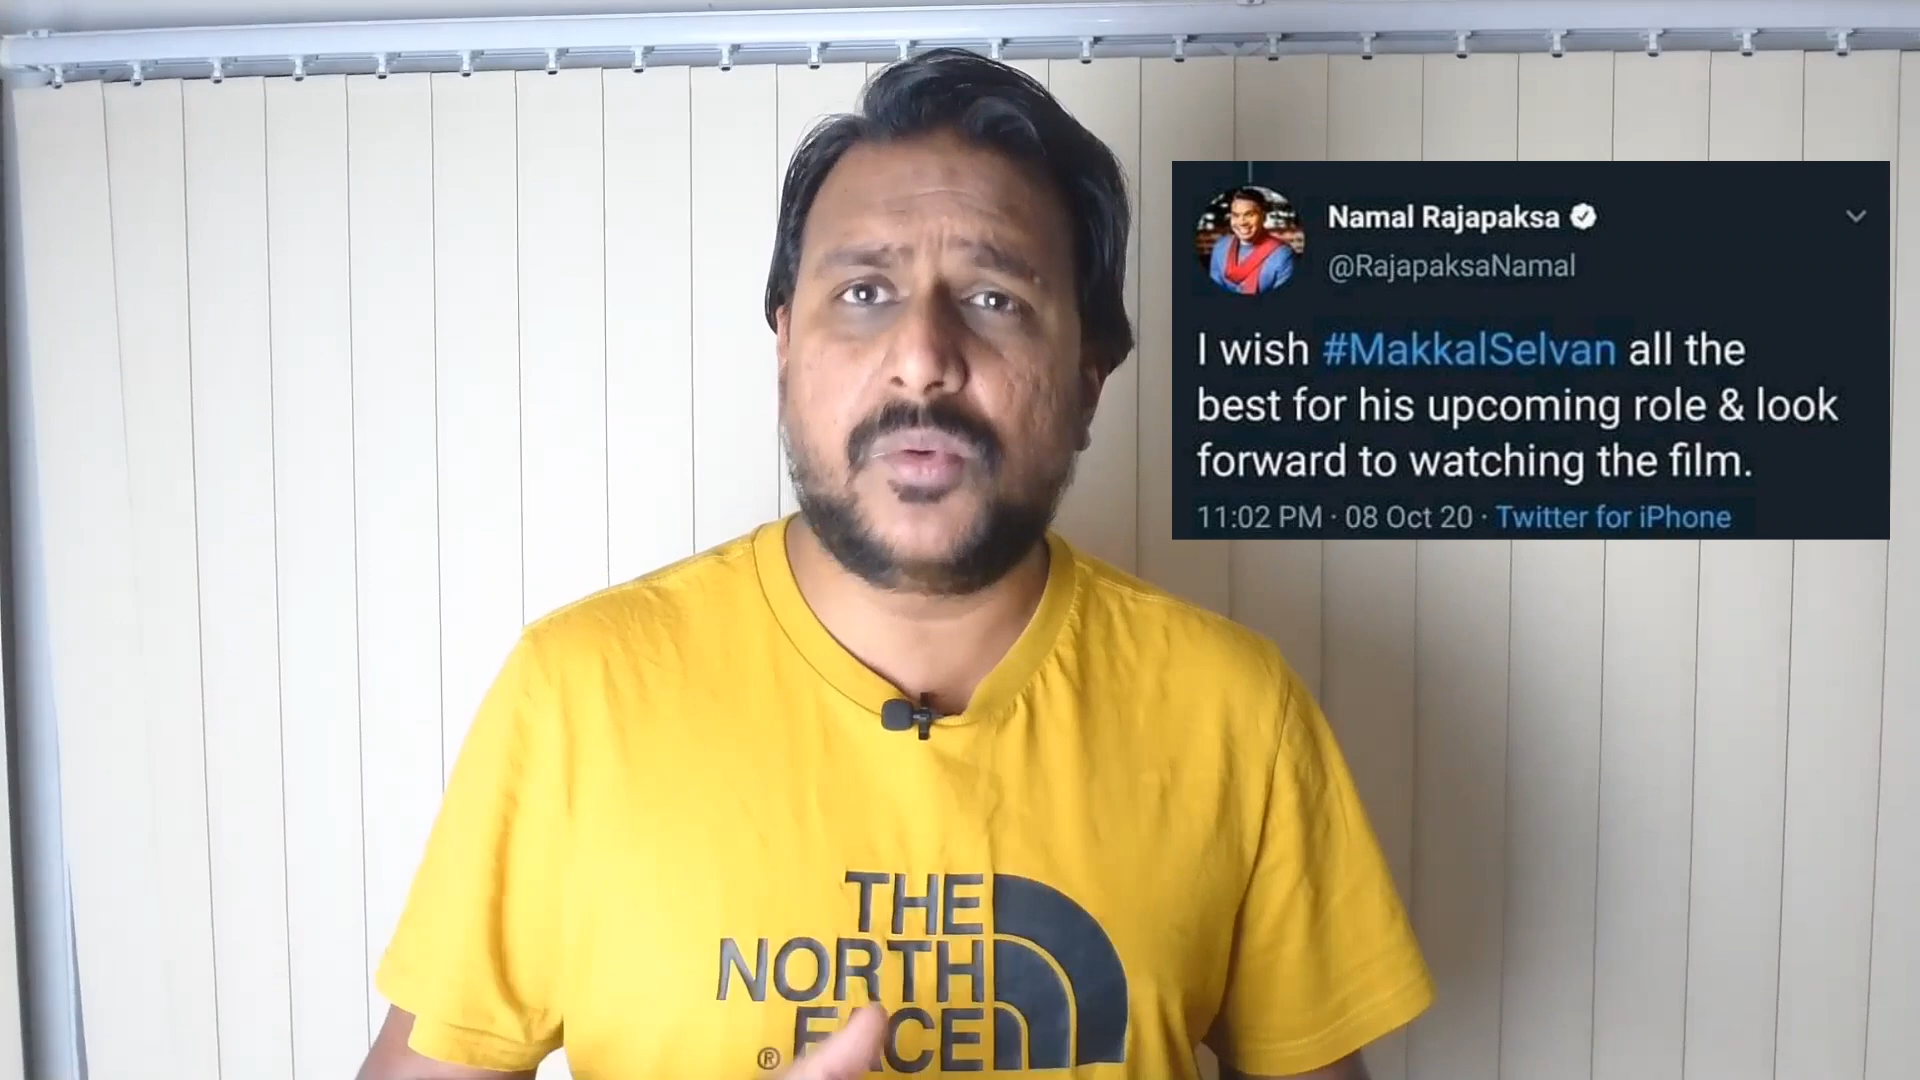 Namal Rajapaksa
@RajapaksaNamal
I wish #MakkalSelvan all the
best for his upcoming role & look
forward to watching the film.
11:02 PM · 08 Oct 20 · Twitter for iPhone
THE
NORTH
FACE
®